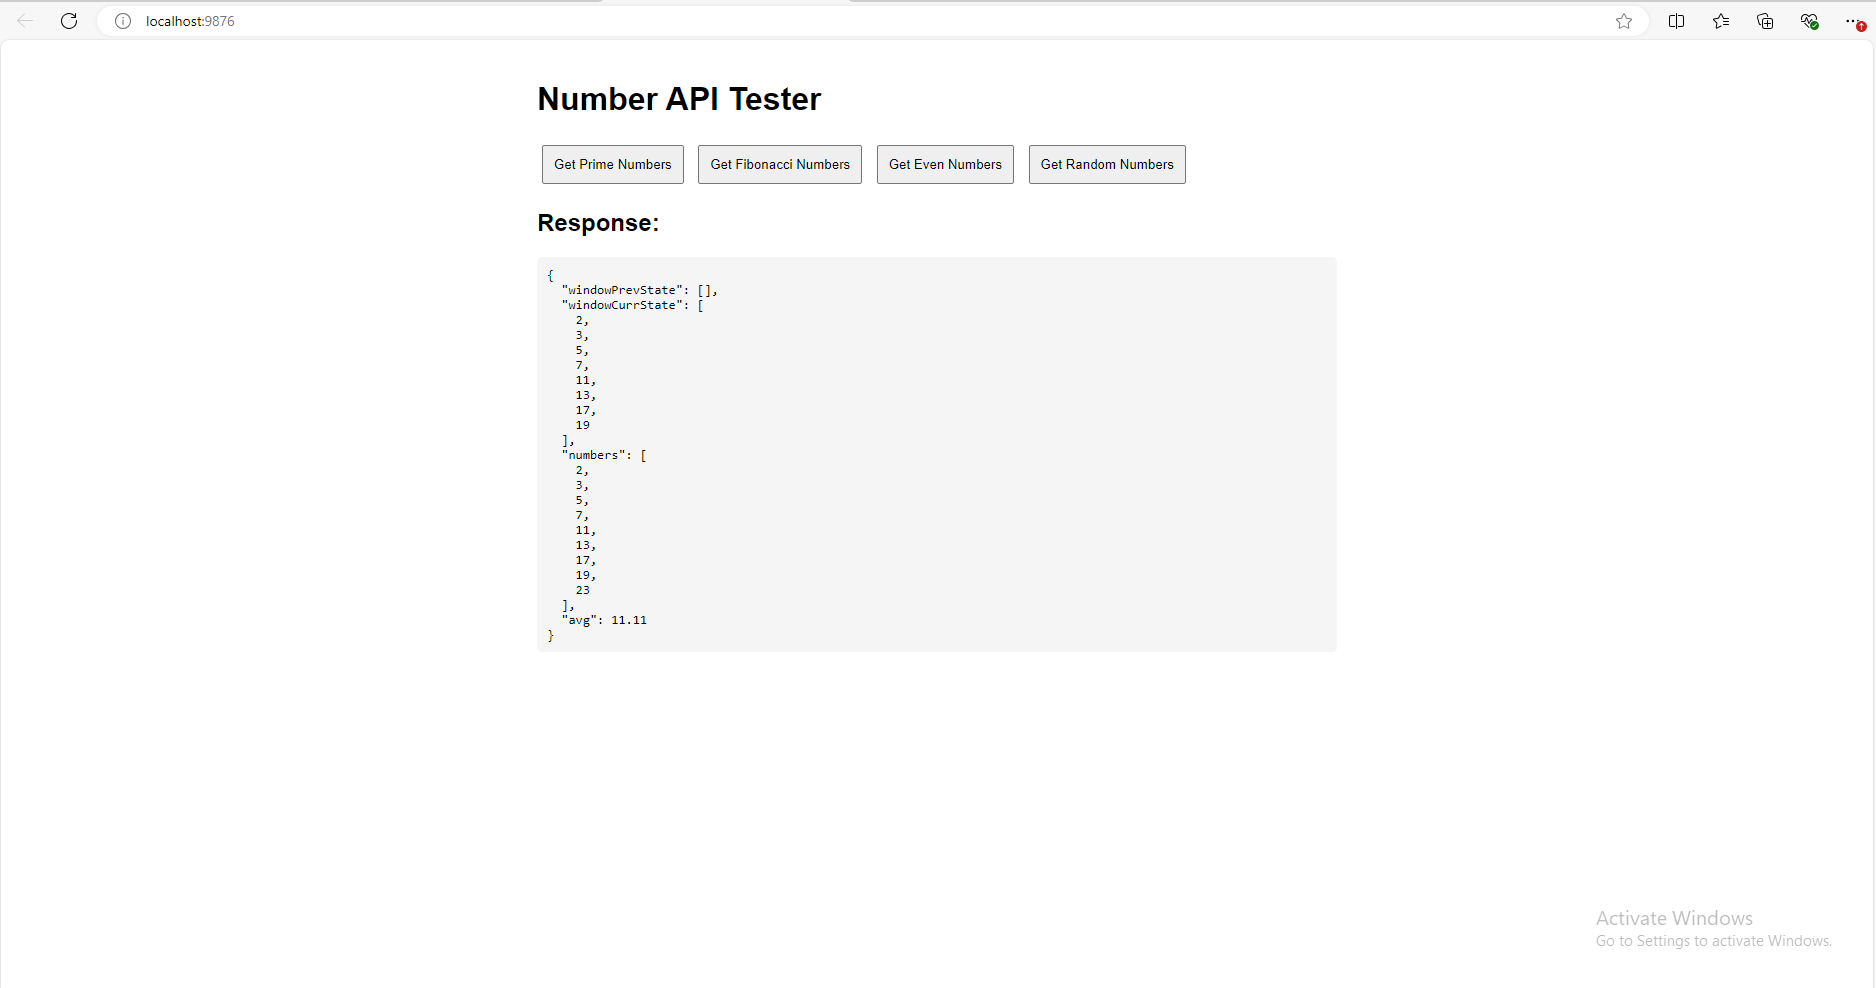 localhost:9876
Number API Tester
Get Prime Numbers Get Fibonacci Numbers Get Even Numbers Get Random Numbers
Response:
{
  "windowPrevState": [],
  "windowCurrState": [
    2,
    3,
    5,
    7,
    11,
    13,
    17,
    19
  ],
  "numbers": [
    2,
    3,
    5,
    7,
    11,
    13,
    17,
    19,
    23
  ],
  "avg": 11.11
}
Activate Windows
Go to Settings to activate Windows.